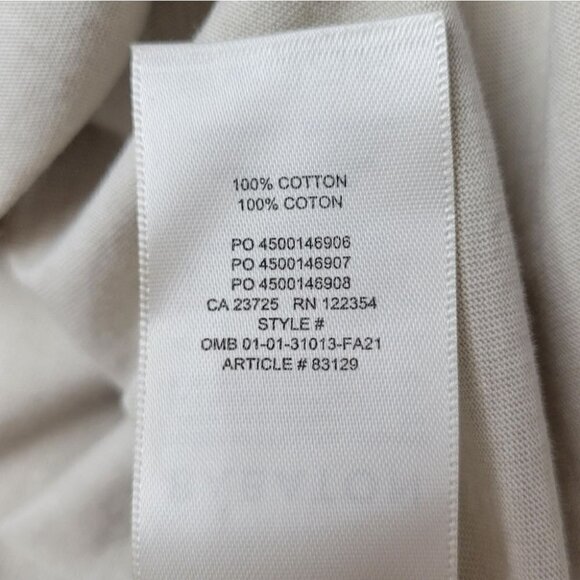 100% COTTON
100% COTON
PO 4500146906
PO 4500146907
PO 4500146908
CA 23725 RN 122354
STYLE #
OMB 01-01-31013-FA21
ARTICLE # 83129